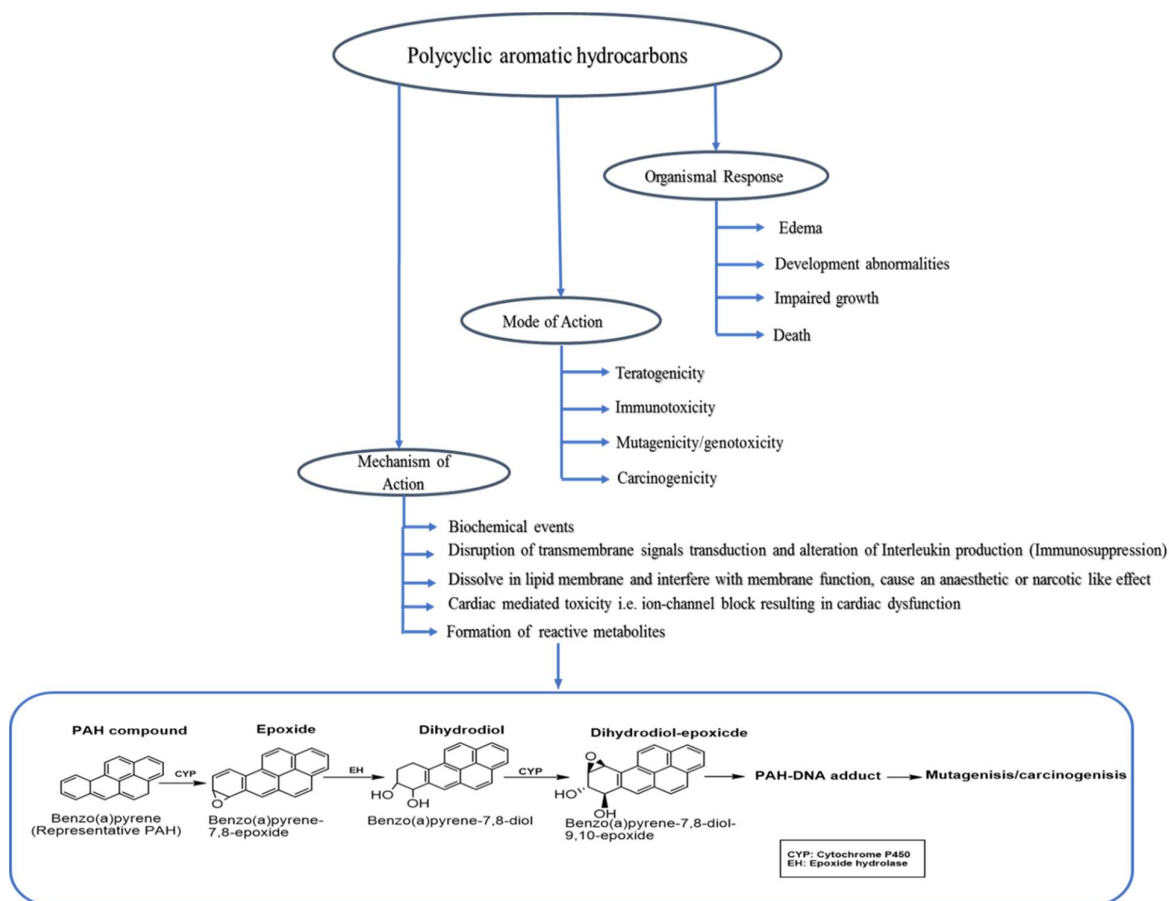 Polycyclic aromatic hydrocarbons
Organismal Response
Edema
Development abnormalities
Impaired growth
Death
Mode of Action
Teratogenicity
Immunotoxicity
Mutagenicity/genotoxicity
Carcinogenicity
Mechanism of
Action
Biochemical events
Disruption of transmembrane signals transduction and alteration of Interleukin production (Immunosuppression)
Dissolve in lipid membrane and interfere with membrane function, cause an anaesthetic or narcotic like effect
Cardiac mediated toxicity i.e. ion-channel block resulting in cardiac dysfunction
Formation of reactive metabolites
PAH compound
CYP
Benzo(a)pyrene
(Representative PAH)
Epoxide
O
EH
Benzo(a)pyrene-
7,8-epoxide
Dihydrodiol
HO
OH
CYP
Benzo(a)pyrene-7,8-diol
Dihydrodiol-epoxicde
O
HO
OH
Benzo(a)pyrene-7,8-diol-
9,10-epoxide
PAH-DNA adduct
Mutagenisis/carcinogenisis
CYP: Cytochrome P450
EH: Epoxide hydrolase